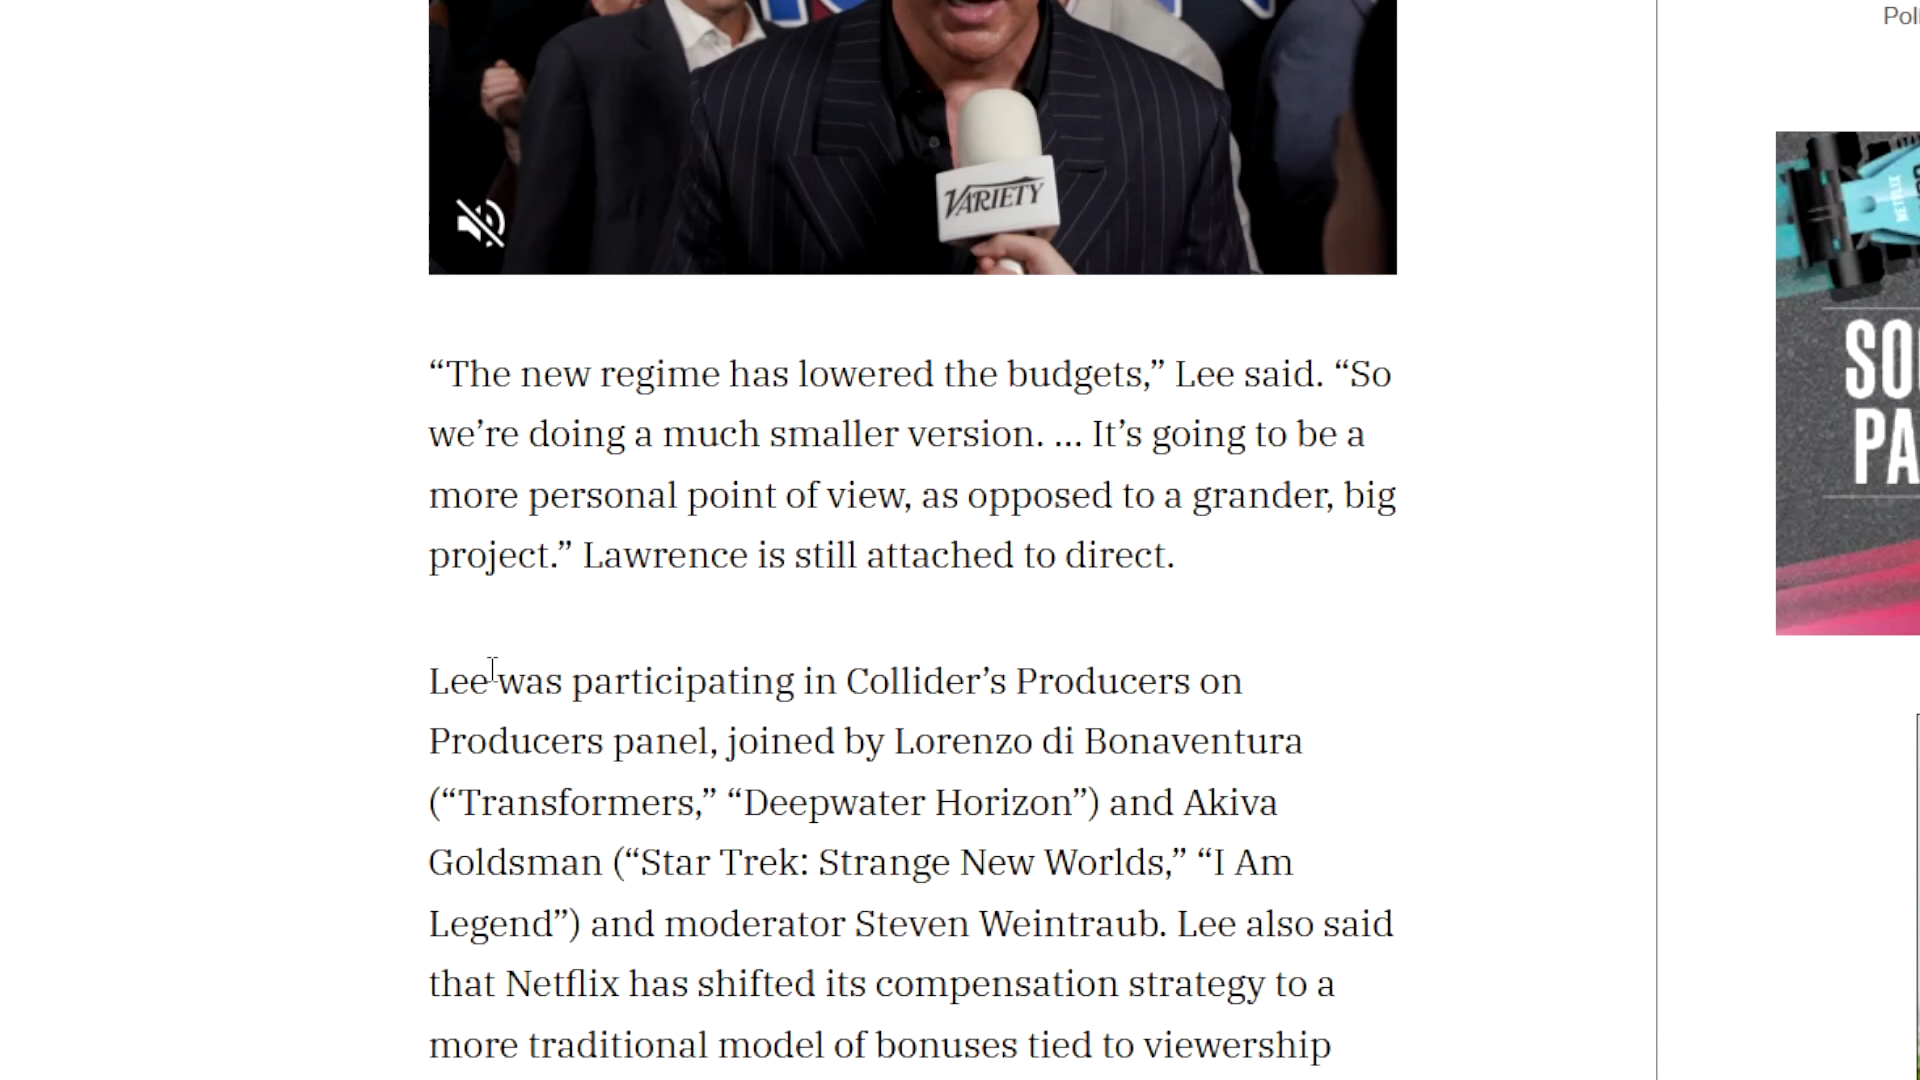 VARIETY
“The new regime has lowered the budgets,” Lee said. “So
we’re doing a much smaller version. ... It’s going to be a
more personal point of view, as opposed to a grander, big
project.” Lawrence is still attached to direct.
Lee was participating in Collider’s Producers on
Producers panel, joined by Lorenzo di Bonaventura
(“Transformers,” “Deepwater Horizon”) and Akiva
Goldsman (“Star Trek: Strange New Worlds,” “I Am
Legend”) and moderator Steven Weintraub. Lee also said
that Netflix has shifted its compensation strategy to a
more traditional model of bonuses tied to viewership
Poli
NETFLIX
SO
PA